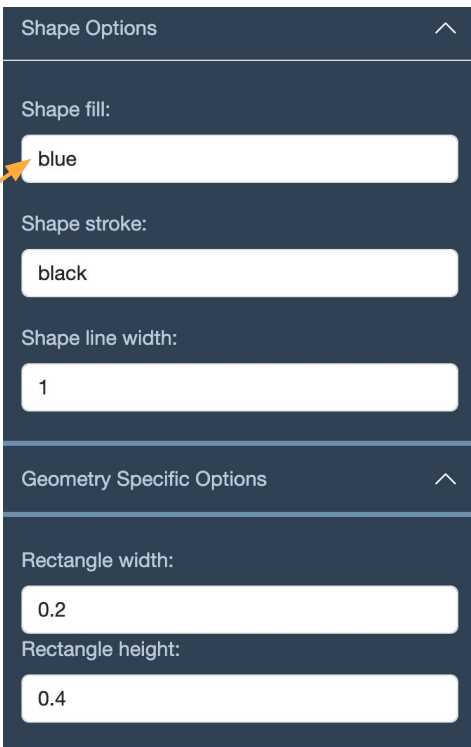 Shape Options
Shape fill:
blue
Shape stroke:
black
Shape line width:
1
Geometry Specific Options
Rectangle width:
0.2
Rectangle height:
0.4